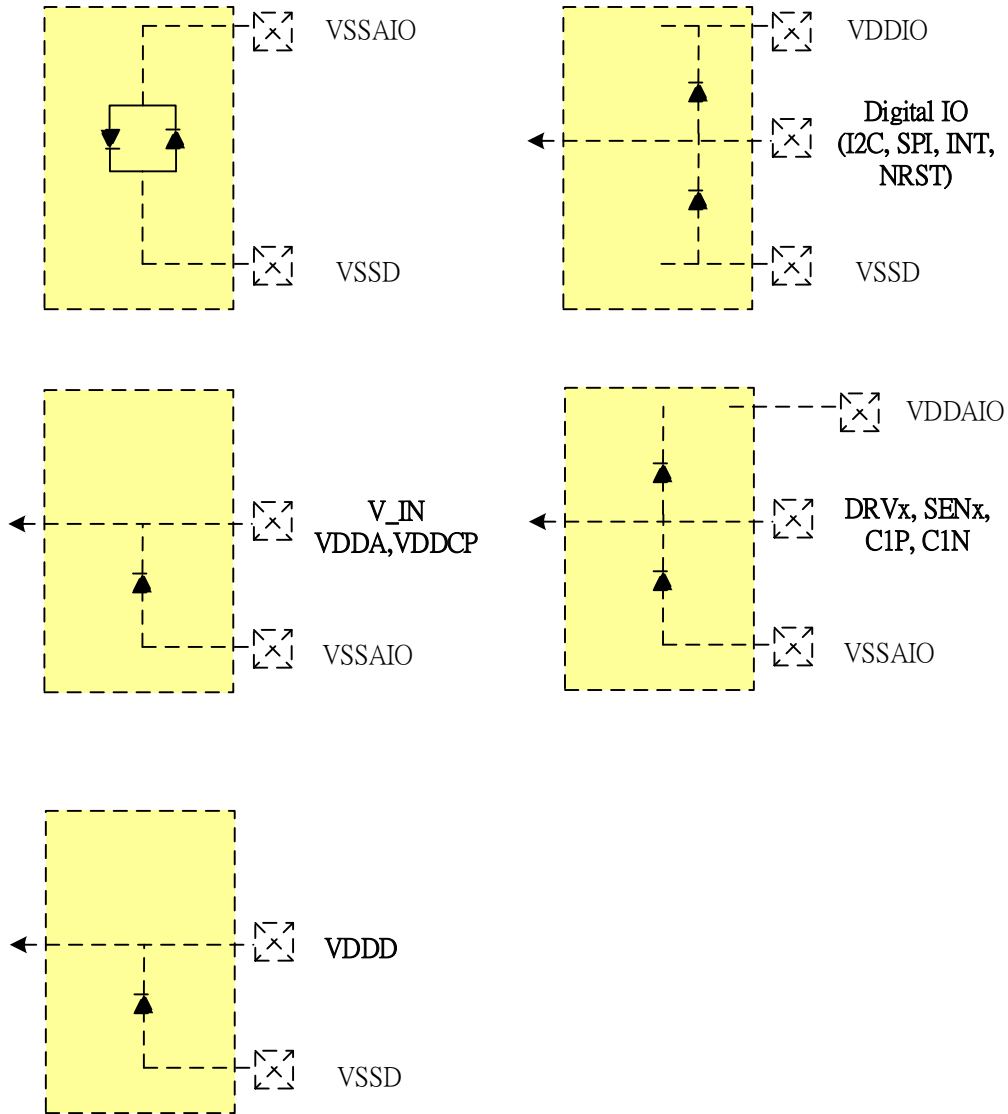 VSSAIO
VSSD
VDDIO
Digital IO
(I2C, SPI, INT,
NRST)
VSSD
V_IN
VDDA,VDDCP
VSSAIO
VDDAIO
DRVx, SENx,
C1P, C1N
VSSAIO
VDDD
VSSD